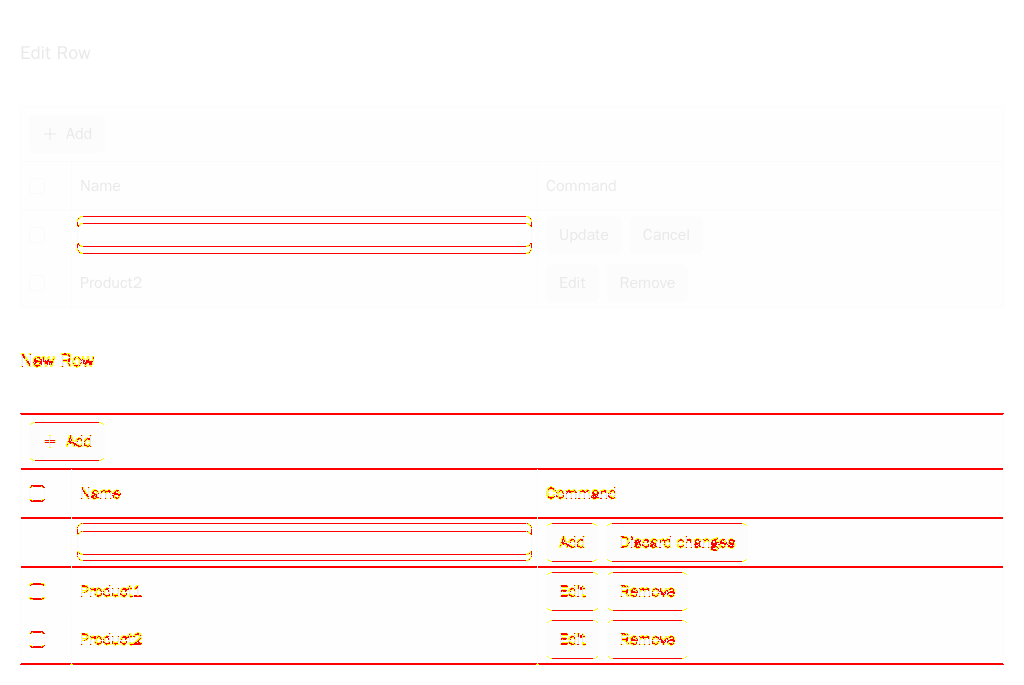 Edit Row
+ Add
Name Command
Update Cancel
Product2 Edit Remove
New Row
Add
Name Command
Add Discard changes
Product1 Edit Remove
Product2 Edit Remove